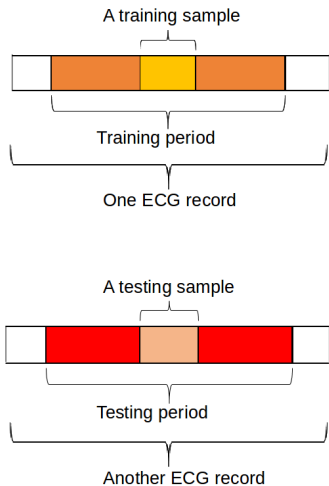 A training sample
Training period
One ECG record
A testing sample
Testing period
Another ECG record